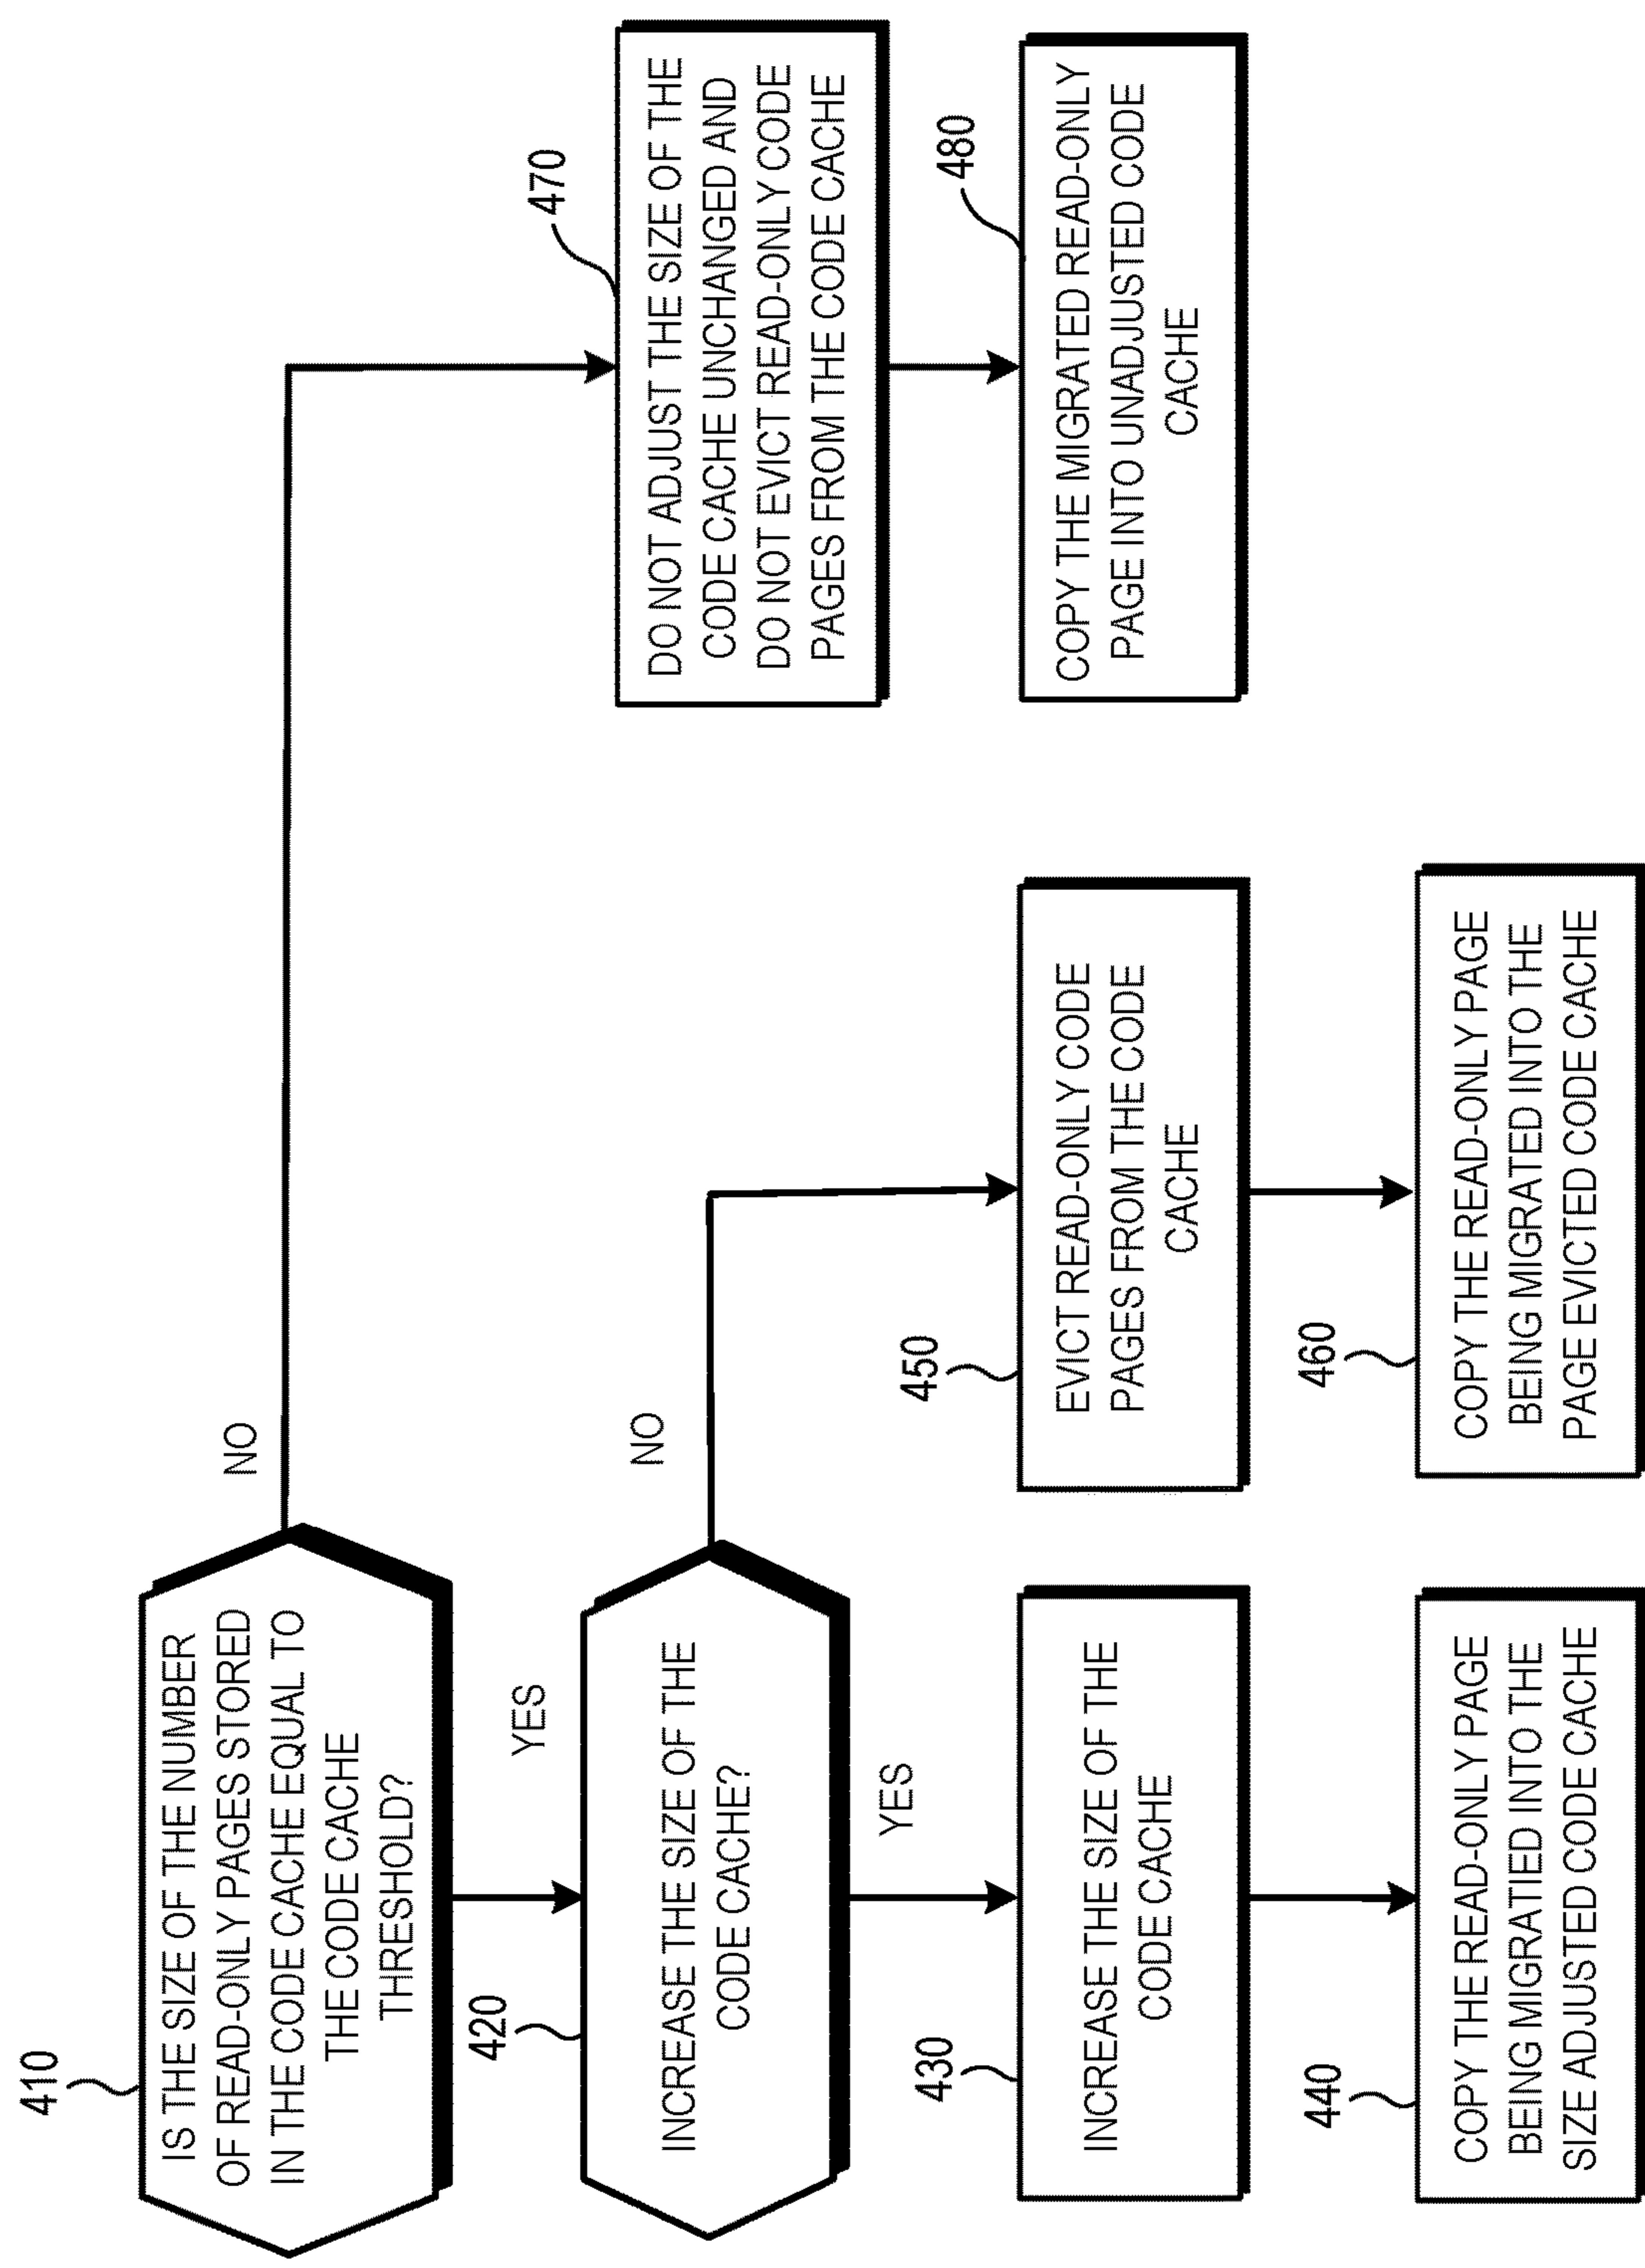 410
IS THE SIZE OF THE NUMBER
OF READ-ONLY PAGES STORED
IN THE CODE CACHE EQUAL TO
THE CODE CACHE
THRESHOLD?
NO
YES
420
INCREASE THE SIZE OF THE
CODE CACHE?
NO
YES
430
INCREASE THE SIZE OF THE
CODE CACHE
440
COPY THE READ-ONLY PAGE
BEING MIGRATIED INTO THE
SIZE ADJUSTED CODE CACHE
450
EVICT READ-ONLY CODE
PAGES FROM THE CODE
CACHE
460
COPY THE READ-ONLY PAGE
BEING MIGRATED INTO THE
PAGE EVICTED CODE CACHE
470
DO NOT ADJUST THE SIZE OF THE
CODE CACHE UNCHANGED AND
DO NOT EVICT READ-ONLY CODE
PAGES FROM THE CODE CACHE
480
COPY THE MIGRATED READ-ONLY
PAGE INTO UNADJUSTED CODE
CACHE